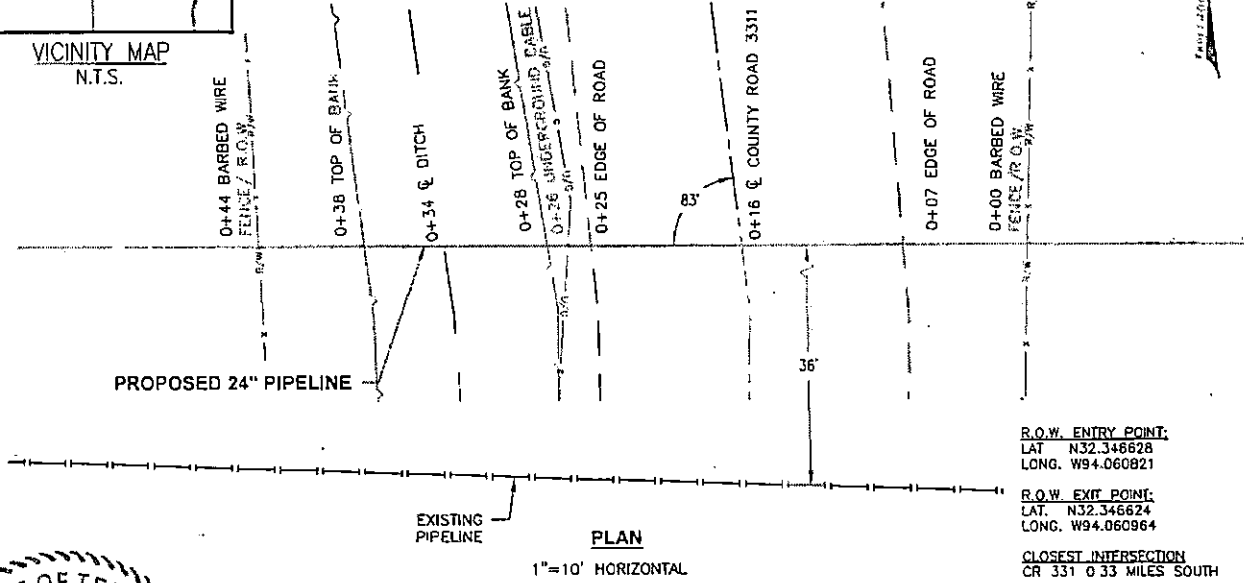 VICINITY MAP
N.T.S.
0+44 BARBED WIRE
FENCE / R.O.W.
R/W
0+38 TOP OF BANK
0+34 ℄ DITCH
0+28 TOP OF BANK
0+26 UNDERGROUND CABLE
0+25 EDGE OF ROAD
83°
0+16 ℄ COUNTY ROAD 3311
0+07 EDGE OF ROAD
0+00 BARBED WIRE
FENCE/R.O.W.
R/W
36'
PROPOSED 24" PIPELINE
EXISTING
PIPELINE
PLAN
1"=10' HORIZONTAL
R.O.W. ENTRY POINT:
LAT N32.346628
LONG. W94.060821
R.O.W. EXIT POINT:
LAT. N32.346624
LONG. W94.060964
CLOSEST INTERSECTION
CR 331 0.33 MILES SOUTH